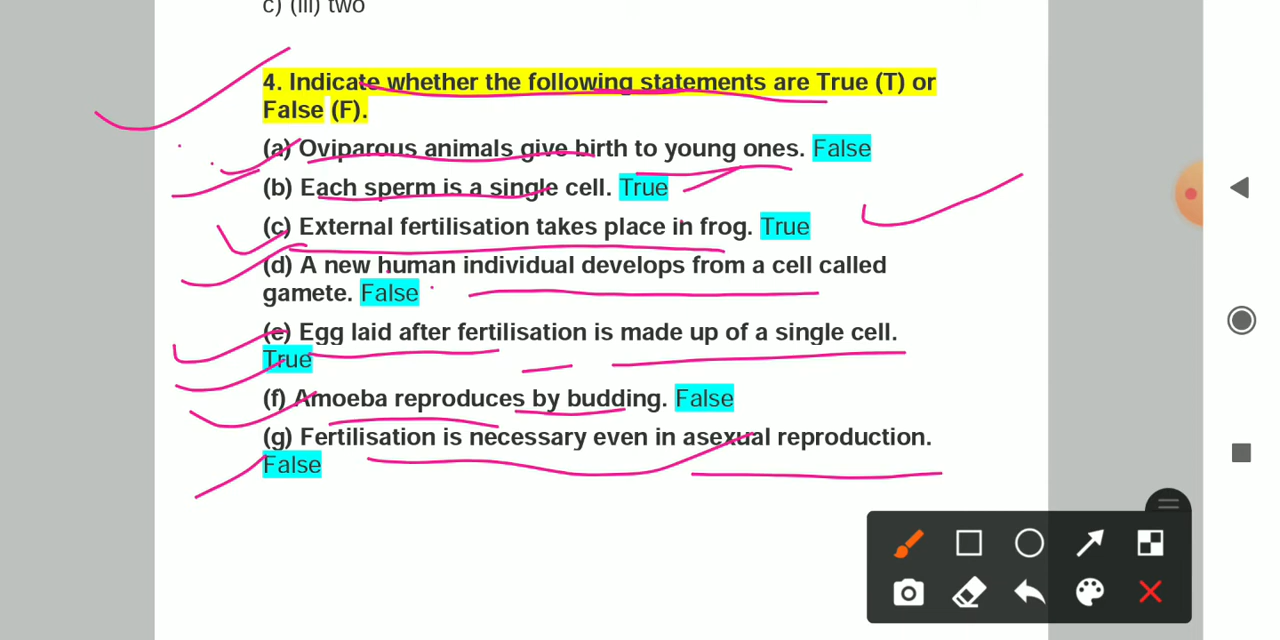 c) (iii) two
4. Indicate whether the following statements are True (T) or
False (F).
(a) Oviparous animals give birth to young ones. False
(b) Each sperm is a single cell. True
(c) External fertilisation takes place in frog. True
(d) A new human individual develops from a cell called
gamete. False
(e) Egg laid after fertilisation is made up of a single cell.
True
(f) Amoeba reproduces by budding. False
(g) Fertilisation is necessary even in asexual reproduction.
False